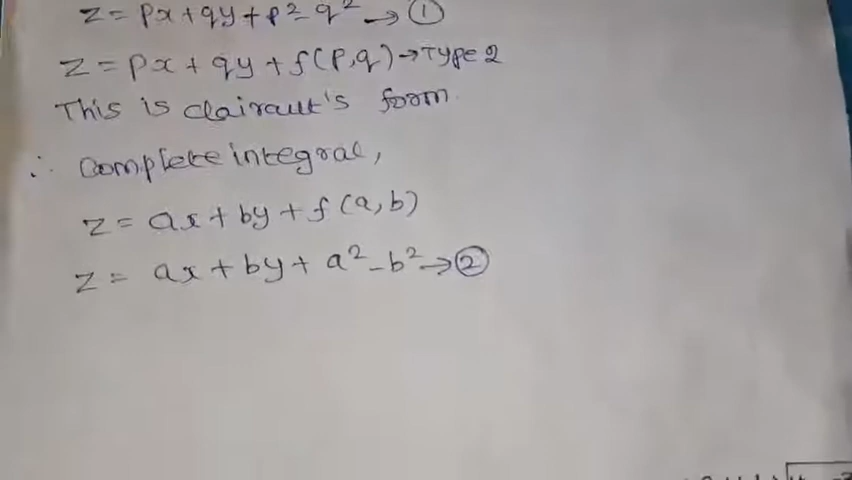 z = px + qy + p² - q² → ①
z = px + qy + f(p,q) → Type 2
This is clairaut's form.
∴ Complete integral,
z = ax + by + f(a,b)
z = ax + by + a² - b² → ②